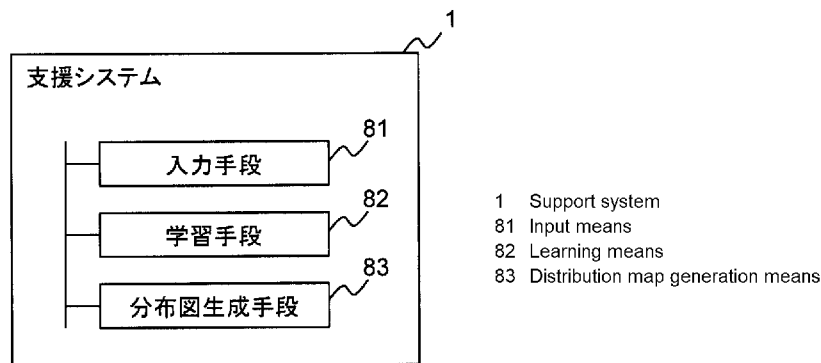 1
支援システム
81
入力手段
82
学習手段
83
分布図生成手段
1 Support system
81 Input means
82 Learning means
83 Distribution map generation means